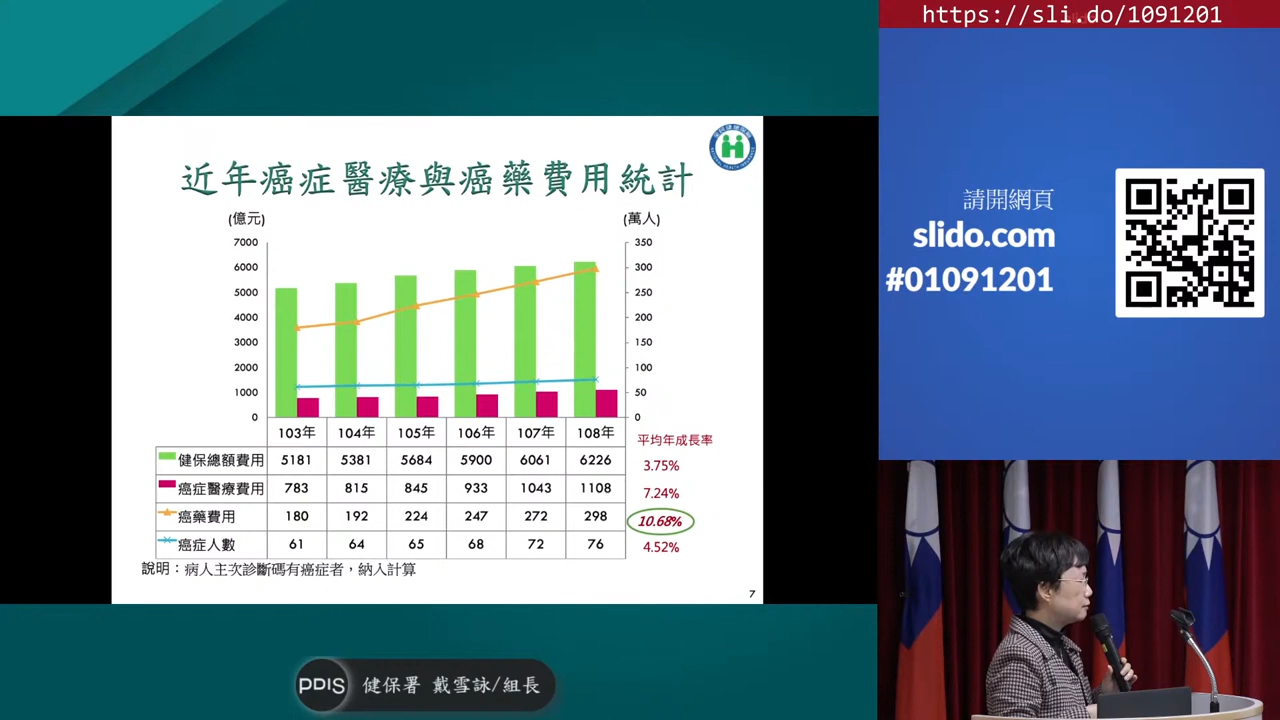 https://sli.do/1091201
請開網頁
slido.com
#01091201
近年癌症醫療與癌藥費用統計
(億元) (萬人)
7000 350
6000 300
5000 250
4000 200
3000 150
2000 100
1000 50
0 0
103年 104年 105年 106年 107年 108年 平均年成長率
健保總額費用 5181 5381 5684 5900 6061 6226 3.75%
癌症醫療費用 783 815 845 933 1043 1108 7.24%
癌藥費用 180 192 224 247 272 298 10.68%
癌症人數 61 64 65 68 72 76 4.52%
說明：病人主次診斷碼有癌症者，納入計算
7
PDIS 健保署 戴雪詠/組長